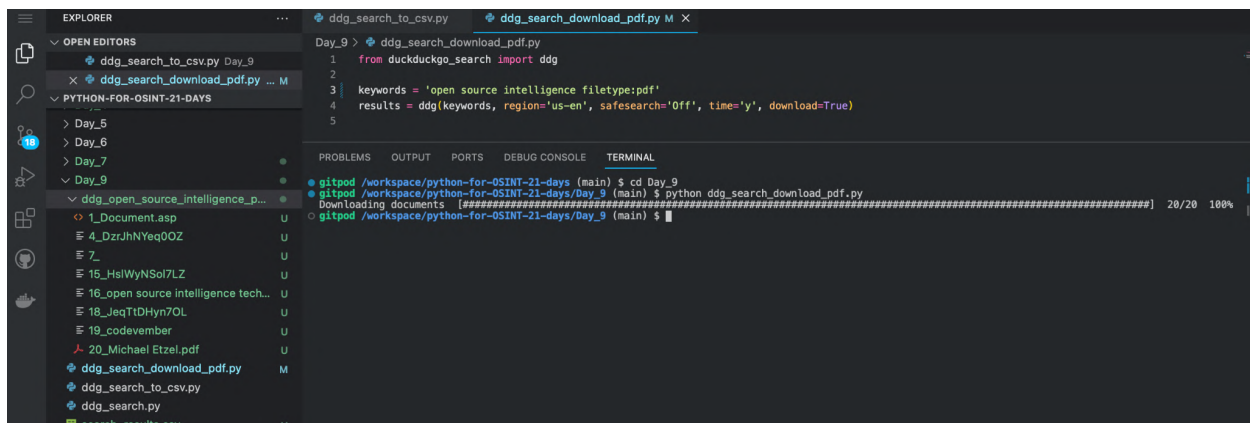 EXPLORER
OPEN EDITORS
ddg_search_to_csv.py Day_9
ddg_search_download_pdf.py ... M
PYTHON-FOR-OSINT-21-DAYS
Day_5
Day_6
Day_7
Day_9
ddg_open_source_intelligence_p...
1_Document.asp U
4_DzrJhNYeq0OZ U
7_ U
15_HslWyNSol7LZ U
16_open source intelligence tech... U
18_JeqTtDHyn7OL U
19_codevember U
20_Michael Etzel.pdf U
ddg_search_download_pdf.py M
ddg_search_to_csv.py
ddg_search.py
18
ddg_search_to_csv.py
ddg_search_download_pdf.py M
Day_9 > ddg_search_download_pdf.py
1 from duckduckgo_search import ddg
2
3 keywords = 'open source intelligence filetype:pdf'
4 results = ddg(keywords, region='us-en', safesearch='Off', time='y', download=True)
5
PROBLEMS OUTPUT PORTS DEBUG CONSOLE TERMINAL
gitpod /workspace/python-for-OSINT-21-days (main) $ cd Day_9
gitpod /workspace/python-for-OSINT-21-days/Day_9 (main) $ python ddg_search_download_pdf.py
Downloading documents [####################################################################################################################] 20/20 100%
gitpod /workspace/python-for-OSINT-21-days/Day_9 (main) $